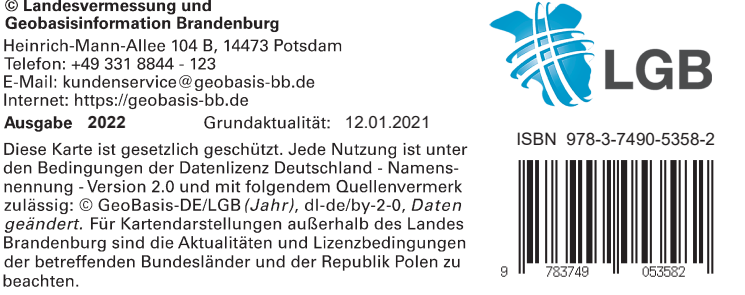 © Landesvermessung und
Geobasisinformation Brandenburg
Heinrich-Mann-Allee 104 B, 14473 Potsdam
Telefon: +49 331 8844 - 123
E-Mail: kundenservice@geobasis-bb.de
Internet: https://geobasis-bb.de
Ausgabe 2022 Grundaktualität: 12.01.2021
Diese Karte ist gesetzlich geschützt. Jede Nutzung ist unter
den Bedingungen der Datenlizenz Deutschland - Namens-
nennung - Version 2.0 und mit folgendem Quellenvermerk
zulässig: © GeoBasis-DE/LGB (Jahr), dl-de/by-2-0, Daten
geändert. Für Kartendarstellungen außerhalb des Landes
Brandenburg sind die Aktualitäten und Lizenzbedingungen
der betreffenden Bundesländer und der Republik Polen zu
beachten.
LGB
ISBN 978-3-7490-5358-2
9 783749 053582